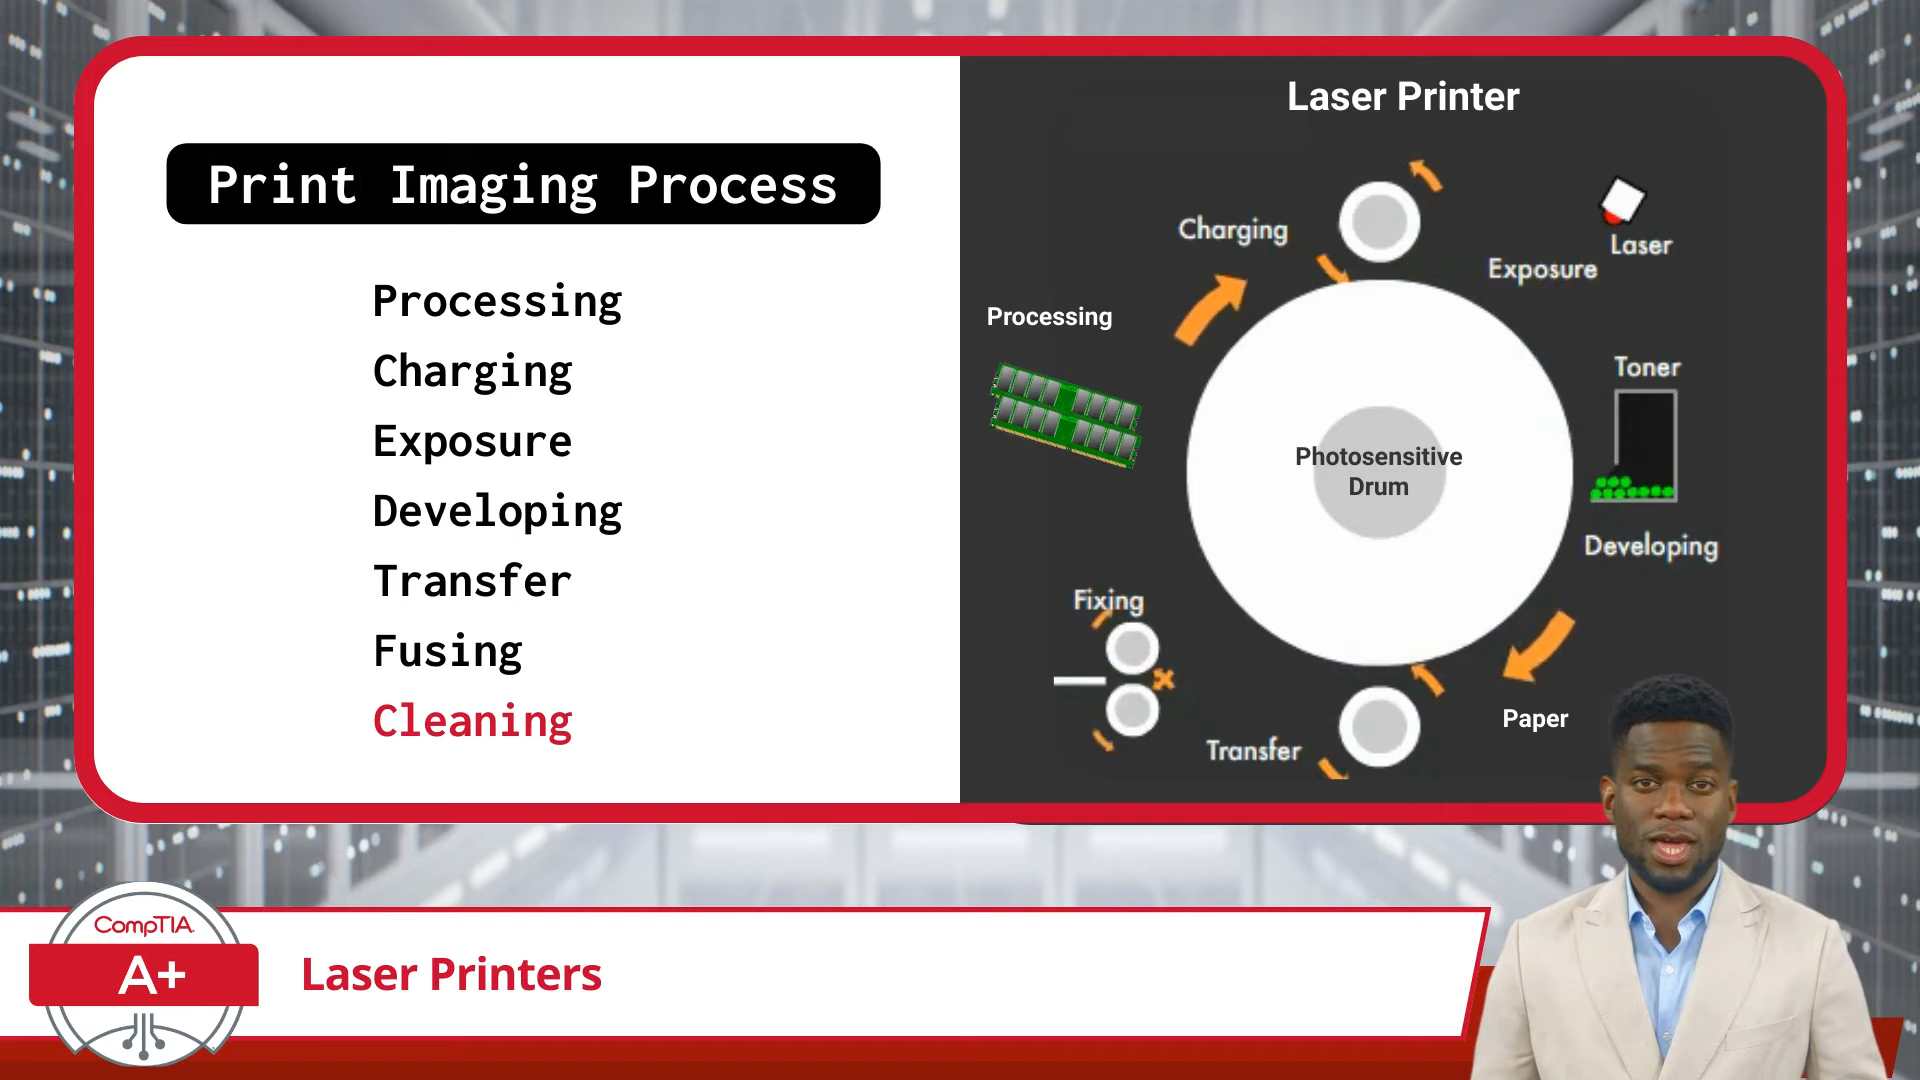 Print Imaging Process
Processing
Charging
Exposure
Developing
Transfer
Fusing
Cleaning
Laser Printer
Charging
Laser
Exposure
Processing
Toner
Photosensitive
Drum
Developing
Fixing
Paper
Transfer
CompTIA.
A+
Laser Printers